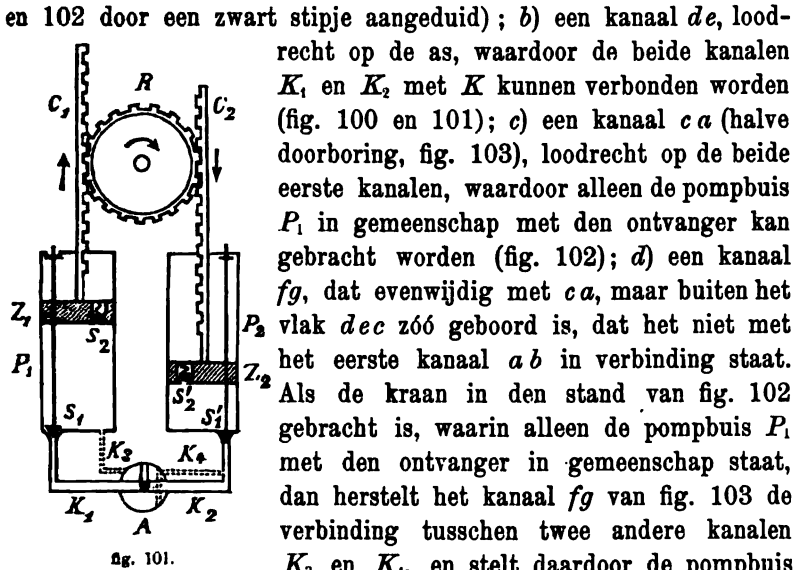 en 102 door een zwart stipje aangeduid); b) een kanaal de, lood-
recht op de as, waardoor de beide kanalen
K₁ en K₂ met K kunnen verbonden worden
(fig. 100 en 101); c) een kanaal ca (halve
doorboring, fig. 103), loodrecht op de beide
eerste kanalen, waardoor alleen de pompbuis
P₁ in gemeenschap met den ontvanger kan
gebracht worden (fig. 102); d) een kanaal
fg, dat evenwijdig met ca, maar buiten het
vlak dec zóó geboord is, dat het niet met
het eerste kanaal ab in verbinding staat.
Als de kraan in den stand van fig. 102
gebracht is, waarin alleen de pompbuis P₁
met den ontvanger in gemeenschap staat,
dan herstelt het kanaal fg van fig. 103 de
verbinding tusschen twee andere kanalen
K₃ en K₄, en stelt daardoor de pompbuis
R
C₁
C₂
Z₁
S₂
P₂
P₁
Z₂
S₂'
S₁
S₁'
K₃
K₄
K₁
K₂
A
fig. 101.